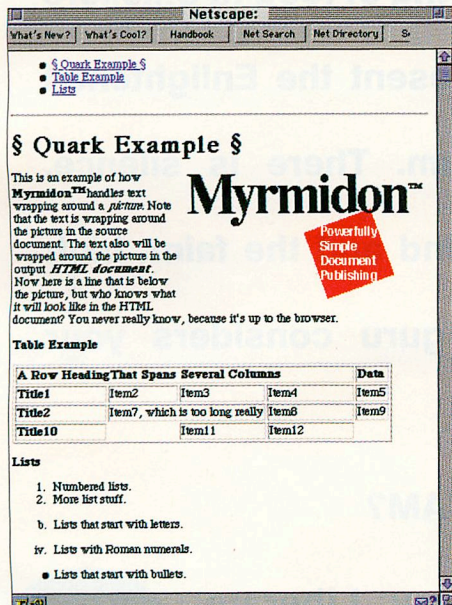 Netscape:
What's New? What's Cool? Handbook Net Search Net Directory
§ Quark Example §
Table Example
Lists
§ Quark Example §
This is an example of how
Myrmidon™ handles text
wrapping around a picture. Note
that the text is wrapping around
the picture in the source
document. The text also will be
wrapped around the picture in the
output HTML document.
Now here is a line that is below
the picture, but who knows what
it will look like in the HTML
document? You never really know, because it's up to the browser.
Myrmidon™
Powerfully
Simple
Document
Publishing
Table Example
A Row HeadingThat Spans Several Columns Data
Title1 Item2 Item3 Item4 Item5
Title2 Item7, which is too long really Item8 Item9
Title10 Item11 Item12
Lists
1. Numbered lists.
2. More list stuff.
b. Lists that start with letters.
iv. Lists with Roman numerals.
• Lists that start with bullets.